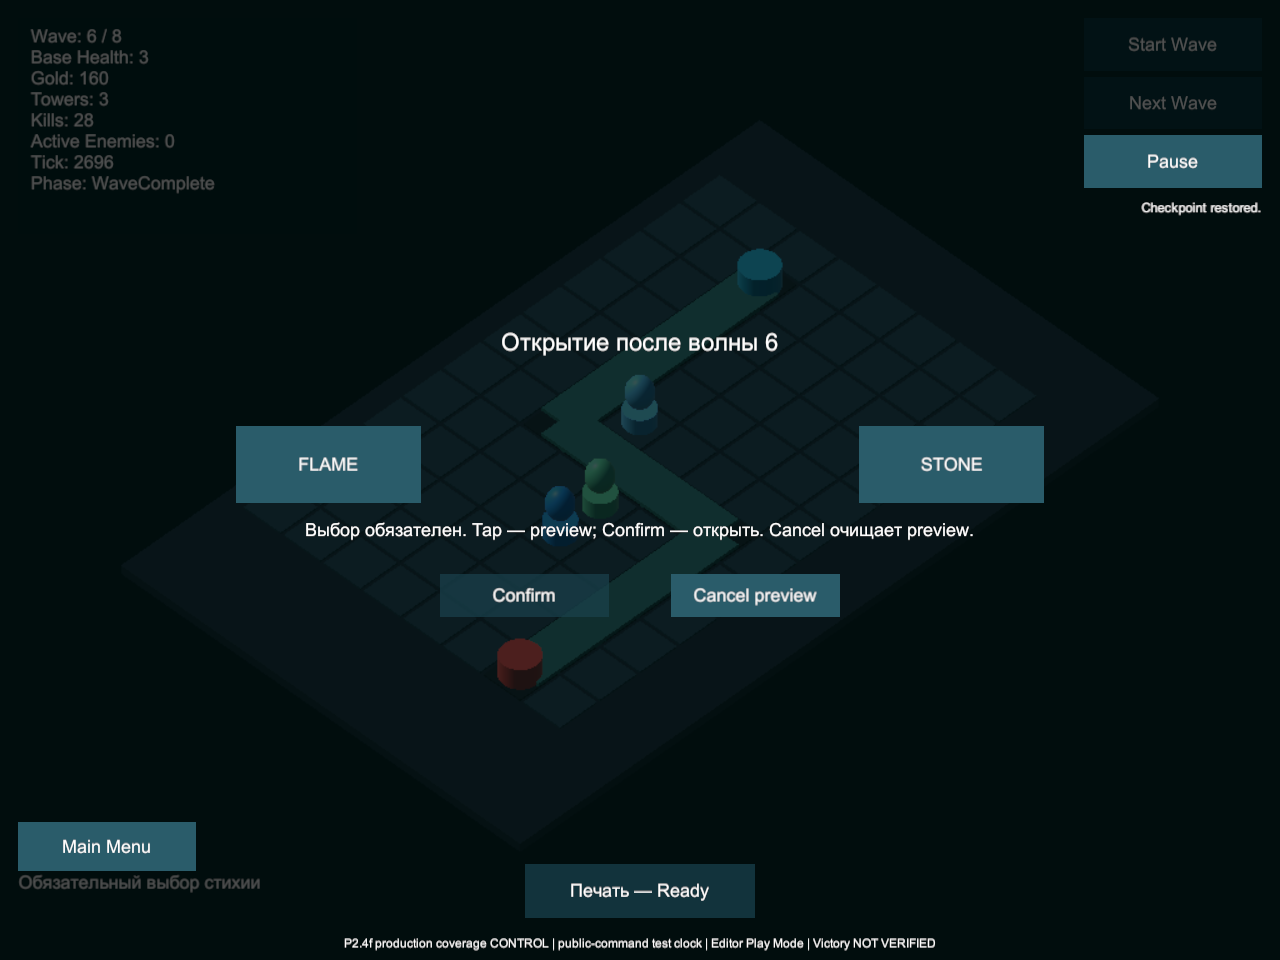 Wave: 6 / 8
Base Health: 3
Gold: 160
Towers: 3
Kills: 28
Active Enemies: 0
Tick: 2696
Phase: WaveComplete
Start Wave
Next Wave
Pause
Checkpoint restored.
Открытие после волны 6
FLAME
STONE
Выбор обязателен. Tap — preview; Confirm — открыть. Cancel очищает preview.
Confirm
Cancel preview
Main Menu
Обязательный выбор стихии
Печать — Ready
P2.4f production coverage CONTROL | public-command test clock | Editor Play Mode | Victory NOT VERIFIED